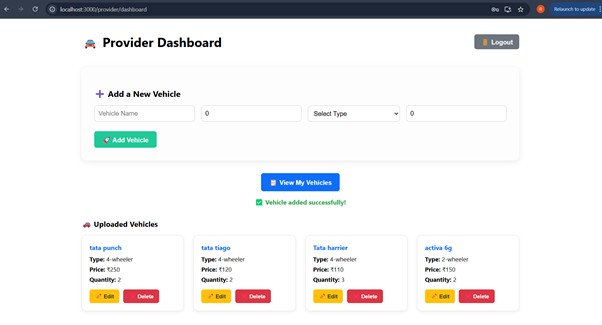 localhost:3000/provider/dashboard
Relaunch to update
Provider Dashboard
Logout
Add a New Vehicle
Vehicle Name 0 Select Type 0
Add Vehicle
View My Vehicles
Vehicle added successfully!
Uploaded Vehicles
tata punch tata tiago Tata harrier activa 6g
Type: 4-wheeler Type: 4-wheeler Type: 4-wheeler Type: 2-wheeler
Price: ₹250 Price: ₹120 Price: ₹110 Price: ₹150
Quantity: 2 Quantity: 2 Quantity: 3 Quantity: 2
Edit Delete Edit Delete Edit Delete Edit Delete